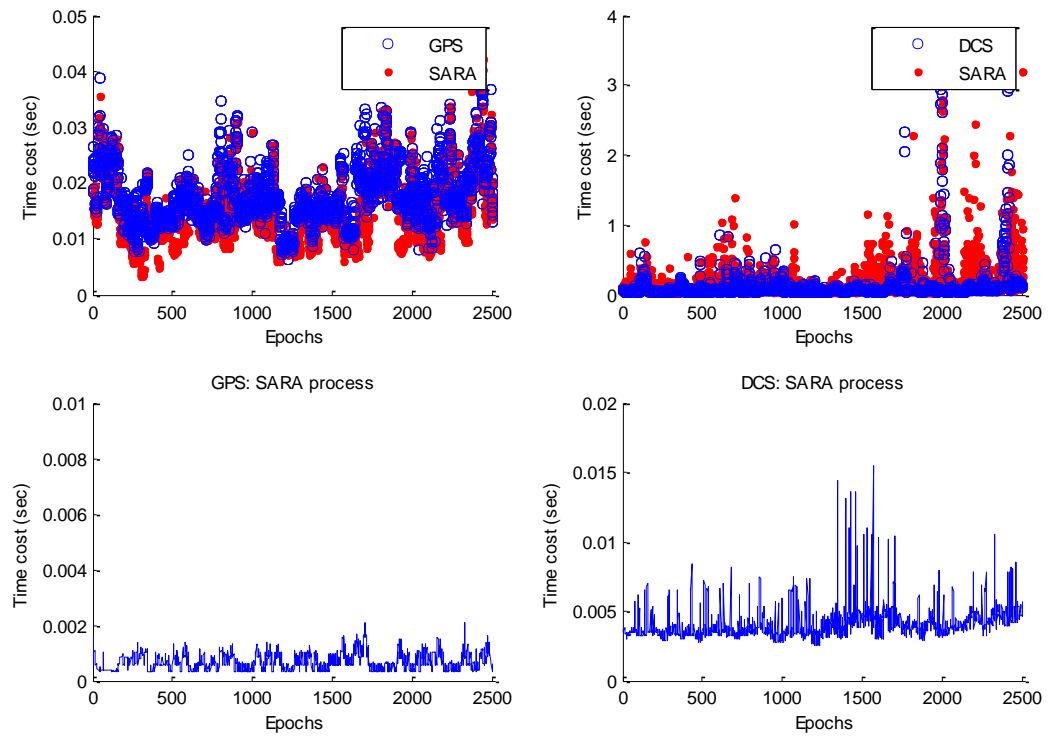 0.05
0.04
0.03
0.02
0.01
0
Time cost (sec)
GPS
SARA
0 500 1000 1500 2000 2500
Epochs
4
3
2
1
0
Time cost (sec)
DCS
SARA
0 500 1000 1500 2000 2500
Epochs
GPS: SARA process
0.01
0.008
0.006
0.004
0.002
0
Time cost (sec)
0 500 1000 1500 2000 2500
Epochs
DCS: SARA process
0.02
0.015
0.01
0.005
0
Time cost (sec)
0 500 1000 1500 2000 2500
Epochs